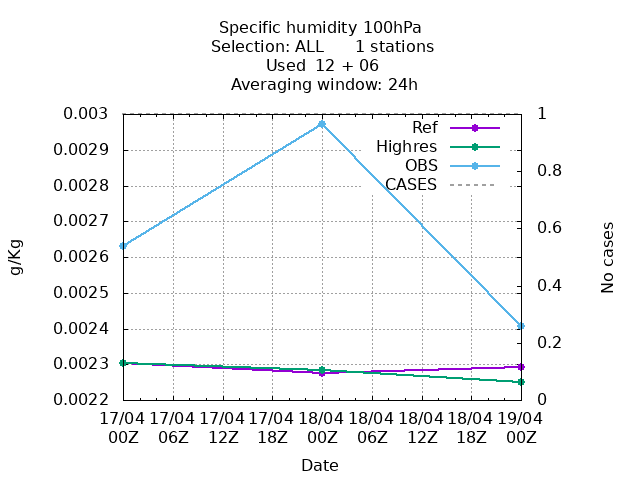 Specific humidity 100hPa
Selection: ALL 1 stations
Used 12 + 06
Averaging window: 24h
0.003
0.0029
0.0028
0.0027
0.0026
0.0025
0.0024
0.0023
0.0022
g/Kg
Ref
Highres
OBS
CASES
1
0.8
0.6
0.4
0.2
0
No cases
17/04 17/04 17/04 17/04 18/04 18/04 18/04 18/04 19/04
00Z 06Z 12Z 18Z 00Z 06Z 12Z 18Z 00Z
Date